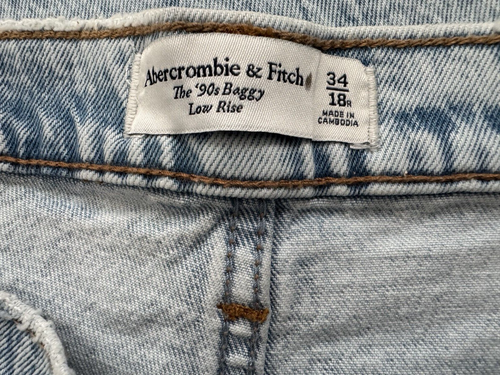 Abercrombie & Fitch
The '90s Baggy
Low Rise
34
18R
MADE IN
CAMBODIA